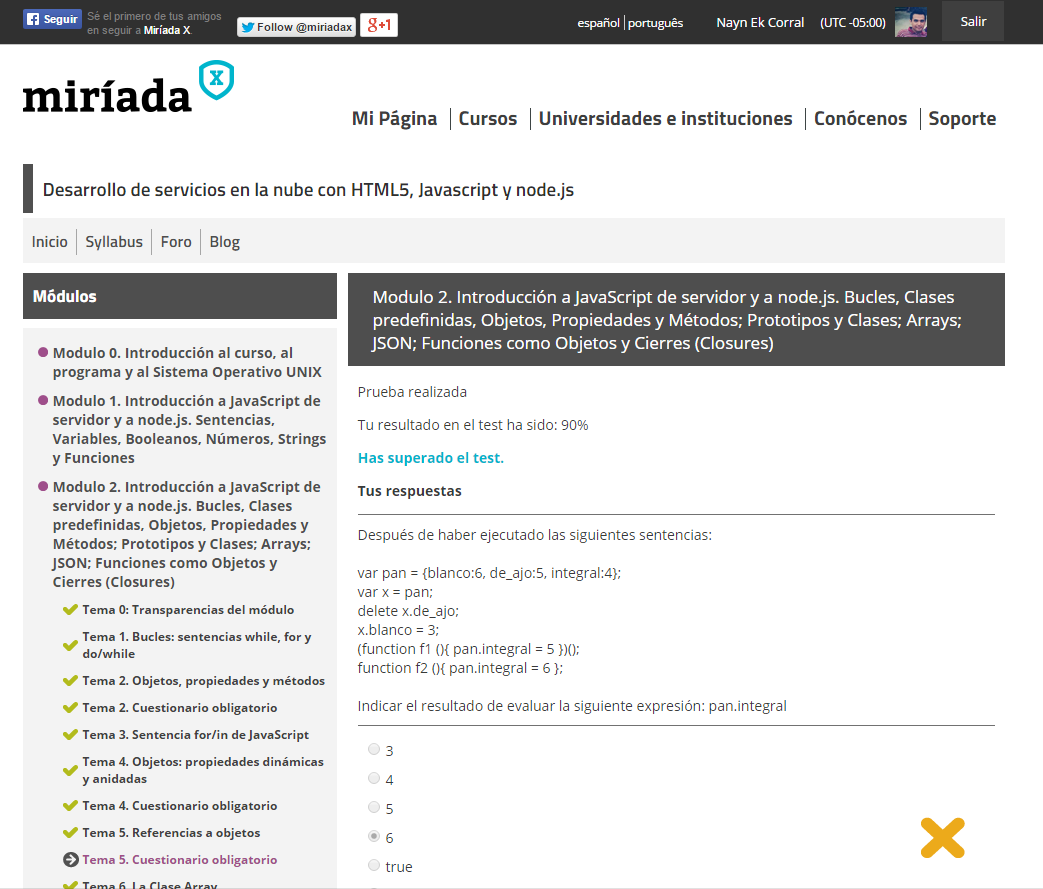 Seguir
Sé el primero de tus amigos
en seguir a Miríada X.
Follow @miriadax
g+1
español
português
Nayn Ek Corral
(UTC -05:00)
Salir
miríada X
Mi Página
Cursos
Universidades e instituciones
Conócenos
Soporte
Desarrollo de servicios en la nube con HTML5, Javascript y node.js
Inicio
Syllabus
Foro
Blog
Módulos
Modulo 0. Introducción al curso, al
programa y al Sistema Operativo UNIX
Modulo 1. Introducción a JavaScript de
servidor y a node.js. Sentencias,
Variables, Booleanos, Números, Strings
y Funciones
Modulo 2. Introducción a JavaScript de
servidor y a node.js. Bucles, Clases
predefinidas, Objetos, Propiedades y
Métodos; Prototipos y Clases; Arrays;
JSON; Funciones como Objetos y
Cierres (Closures)
Tema 0: Transparencias del módulo
Tema 1. Bucles: sentencias while, for y
do/while
Tema 2. Objetos, propiedades y métodos
Tema 2. Cuestionario obligatorio
Tema 3. Sentencia for/in de JavaScript
Tema 4. Objetos: propiedades dinámicas
y anidadas
Tema 4. Cuestionario obligatorio
Tema 5. Referencias a objetos
Tema 5. Cuestionario obligatorio
Tema 6. La Clase Array
Modulo 2. Introducción a JavaScript de servidor y a node.js. Bucles, Clases
predefinidas, Objetos, Propiedades y Métodos; Prototipos y Clases; Arrays;
JSON; Funciones como Objetos y Cierres (Closures)
Prueba realizada
Tu resultado en el test ha sido: 90%
Has superado el test.
Tus respuestas
Después de haber ejecutado las siguientes sentencias:
var pan = {blanco:6, de_ajo:5, integral:4};
var x = pan;
delete x.de_ajo;
x.blanco = 3;
(function f1 (){ pan.integral = 5 })();
function f2 (){ pan.integral = 6 };
Indicar el resultado de evaluar la siguiente expresión: pan.integral
3
4
5
6
true